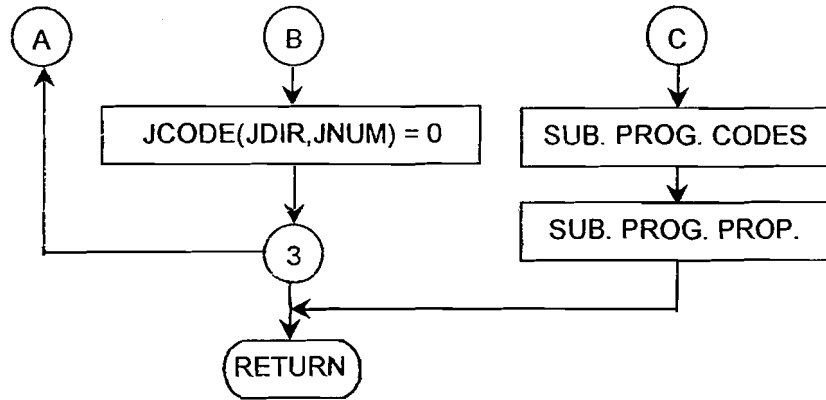 A
B
C
JCODE(JDIR,JNUM) = 0
SUB. PROG. CODES
SUB. PROG. PROP.
3
RETURN